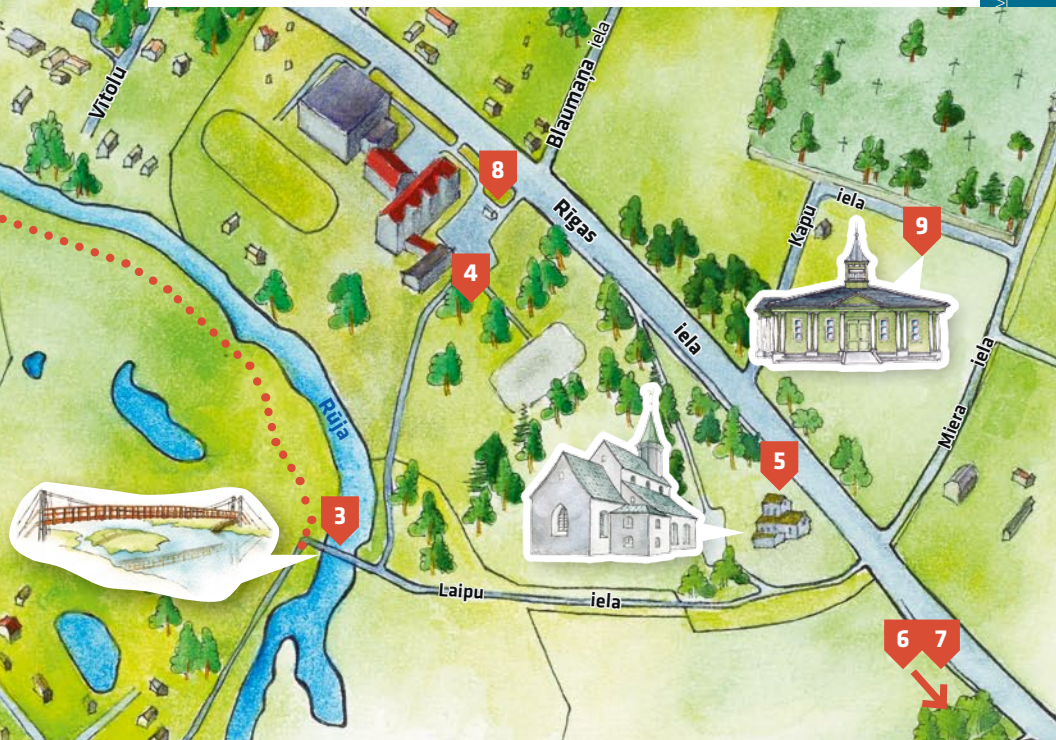 Vītolu
Blaumaņa iela
8
Rīgas
iela
Kapu
iela
9
4
Rūja
iela
Miera
5
3
Laipu
iela
6
7